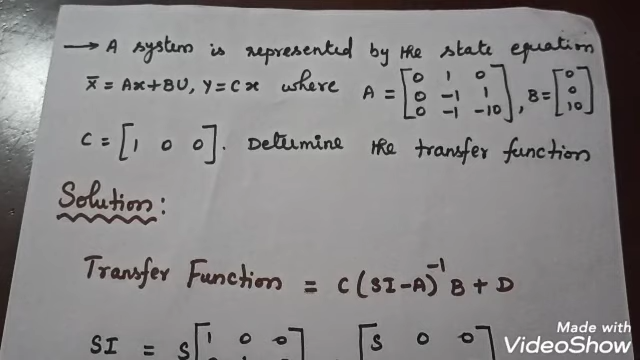 → A system is represented by the state equation
x̄ = Ax+BU, Y = Cx where A = [0 1 0; 0 -1 1; 0 -1 -10], B = [0; 0; 10]
C = [1 0 0]. Determine the transfer function
Solution:
Transfer Function = C(SI-A)⁻¹ B + D
SI = S[1 0 0 [S 0 0
Made with
VideoShow